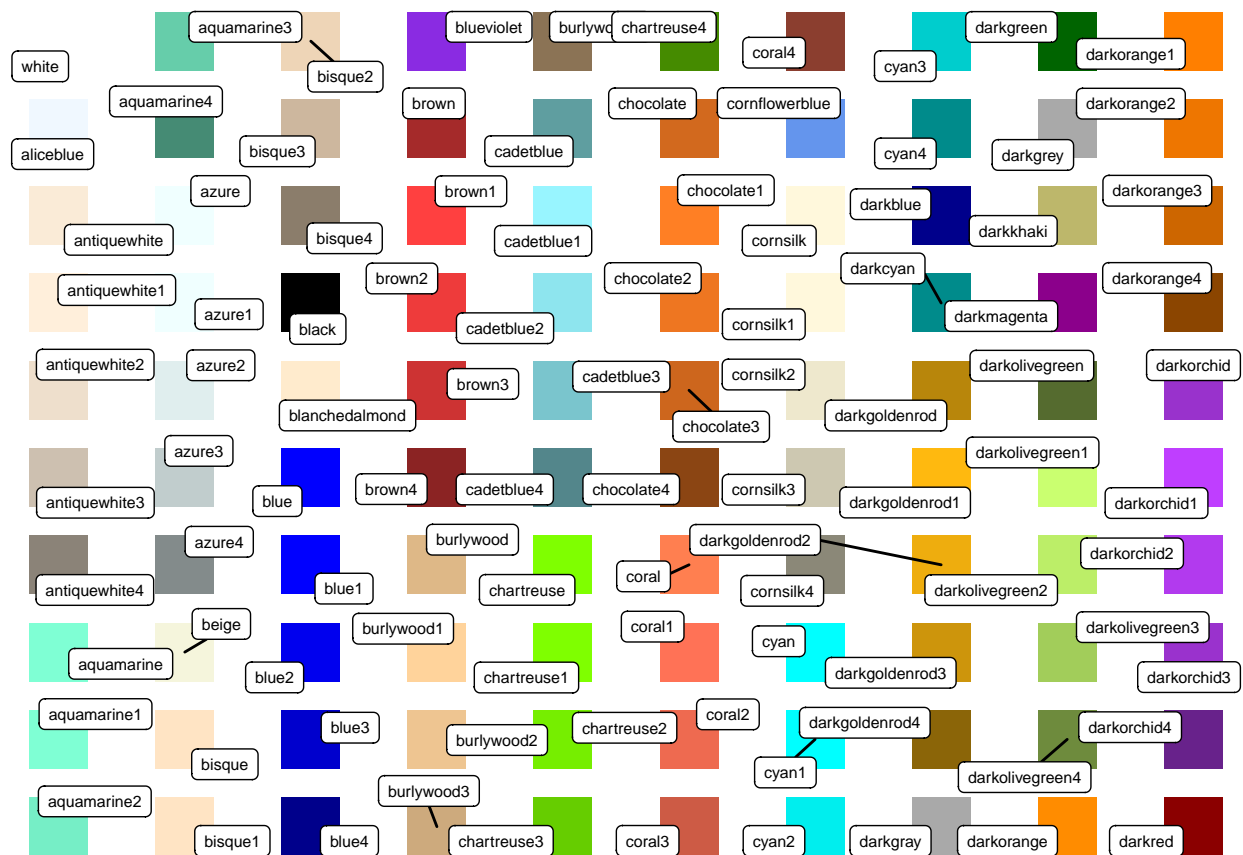 aquamarine3
blueviolet
burlywo
chartreuse4
coral4
darkgreen
darkorange1
white
bisque2
cyan3
aquamarine4
brown
chocolate
cornflowerblue
darkorange2
aliceblue
bisque3
cadetblue
cyan4
darkgrey
azure
brown1
chocolate1
darkblue
darkorange3
antiquewhite
bisque4
cadetblue1
cornsilk
darkkhaki
antiquewhite1
brown2
chocolate2
darkcyan
darkorange4
azure1
black
cadetblue2
cornsilk1
darkmagenta
antiquewhite2
azure2
brown3
cadetblue3
cornsilk2
darkolivegreen
darkorchid
blanchedalmond
chocolate3
darkgoldenrod
azure3
darkolivegreen1
antiquewhite3
blue
brown4
cadetblue4
chocolate4
cornsilk3
darkgoldenrod1
darkorchid1
azure4
burlywood
darkgoldenrod2
darkorchid2
antiquewhite4
blue1
chartreuse
coral
cornsilk4
darkolivegreen2
beige
burlywood1
coral1
cyan
darkolivegreen3
aquamarine
blue2
chartreuse1
darkgoldenrod3
darkorchid3
aquamarine1
blue3
burlywood2
chartreuse2
coral2
darkgoldenrod4
darkorchid4
bisque
cyan1
darkolivegreen4
aquamarine2
burlywood3
bisque1
blue4
chartreuse3
coral3
cyan2
darkgray
darkorange
darkred